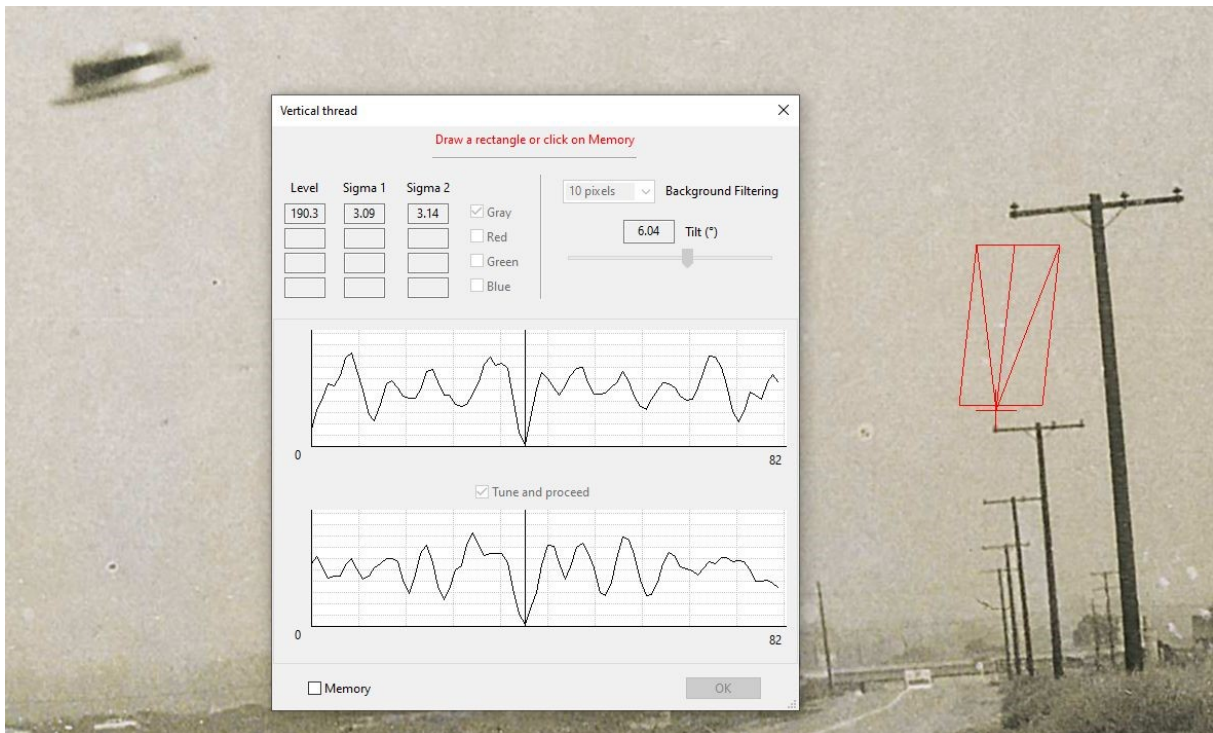 Vertical thread
Draw a rectangle or click on Memory
Level Sigma 1 Sigma 2
10 pixels Background Filtering
190.3 3.09 3.14 Gray
6.04 Tilt (°)
Red
Green
Blue
0
82
Tune and proceed
0
82
Memory OK